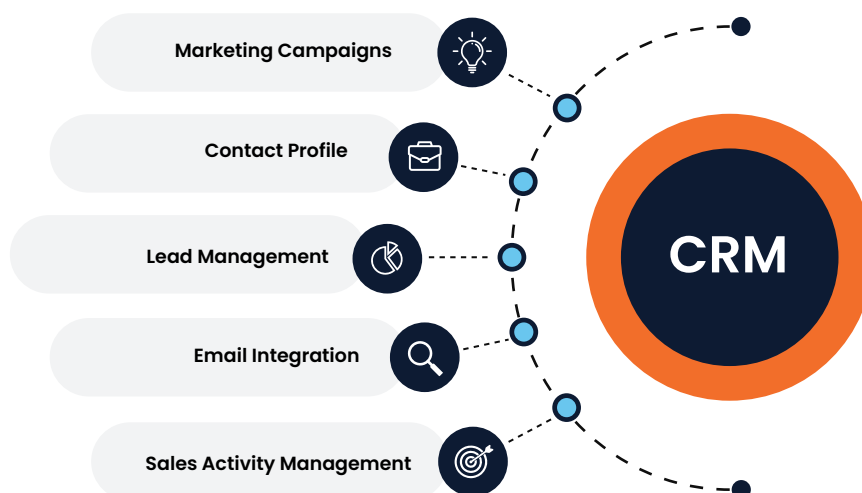 Marketing Campaigns
Contact Profile
Lead Management
CRM
Email Integration
Sales Activity Management